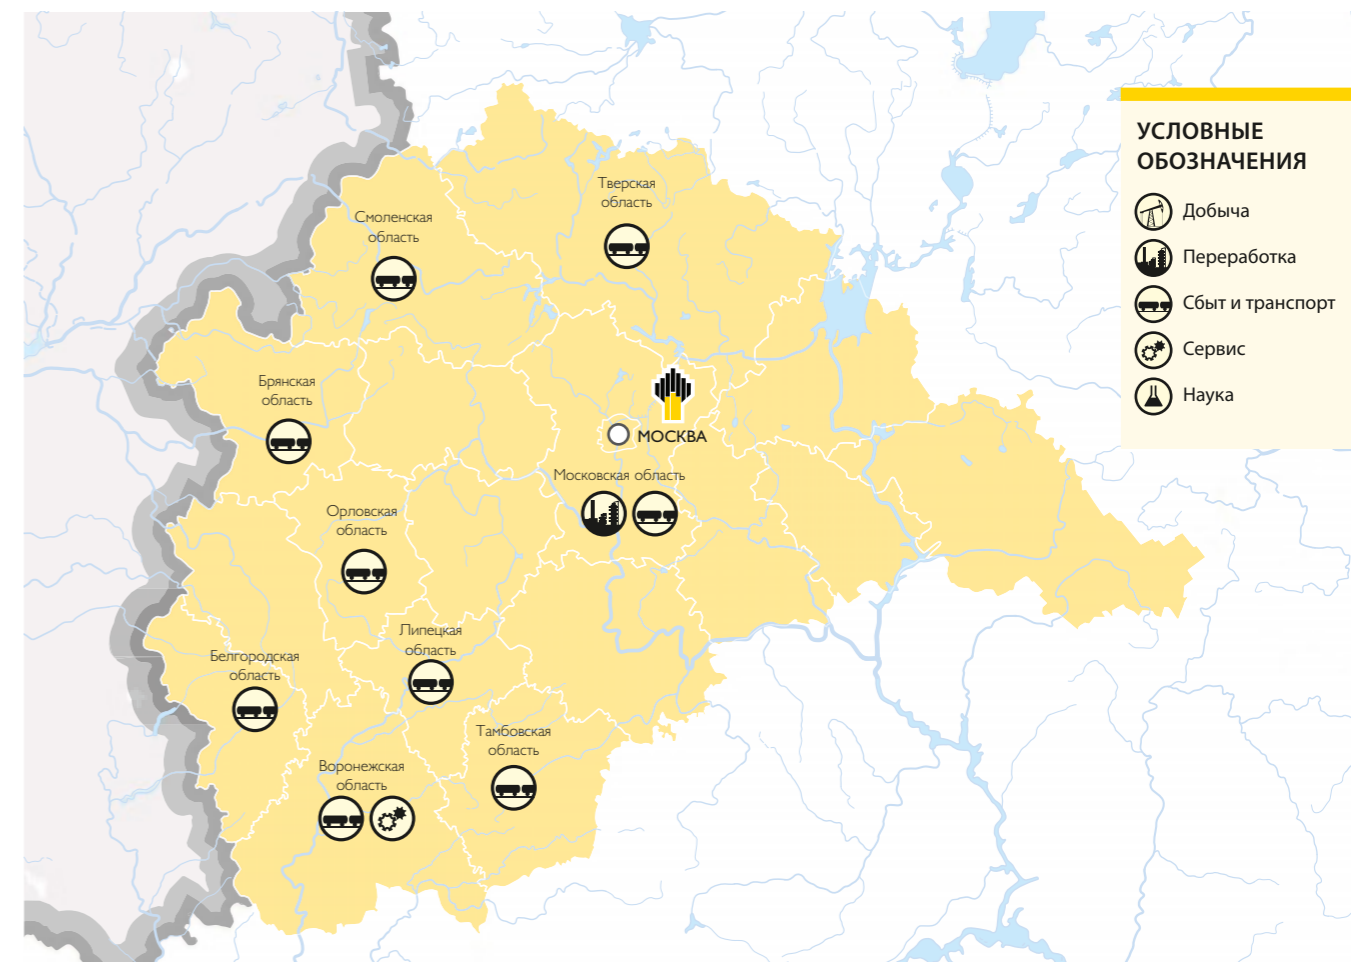 УСЛОВНЫЕ
ОБОЗНАЧЕНИЯ
Добыча
Переработка
Сбыт и транспорт
Сервис
Наука
Тверская
область
Смоленская
область
Брянская
область
МОСКВА
Московская область
Орловская
область
Липецкая
область
Белгородская
область
Тамбовская
область
Воронежская
область